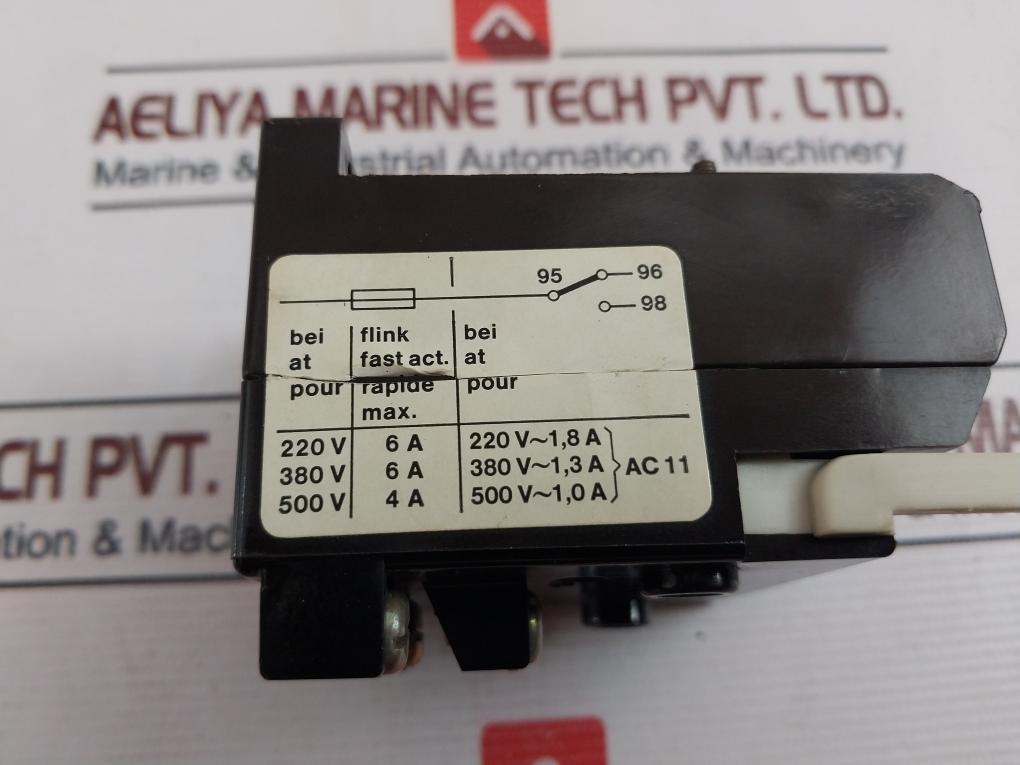 AELIYA MARINE TECH PVT. LTD.
Marine & Industrial Automation & Machinery
95
96
98
bei flink bei
at fast act. at
pour rapide pour
max.
220 V 6 A 220 V~1,8 A
380 V 6 A 380 V~1,3 A AC 11
500 V 4 A 500 V~1,0 A
CH PVT.
tion & Mac
MA